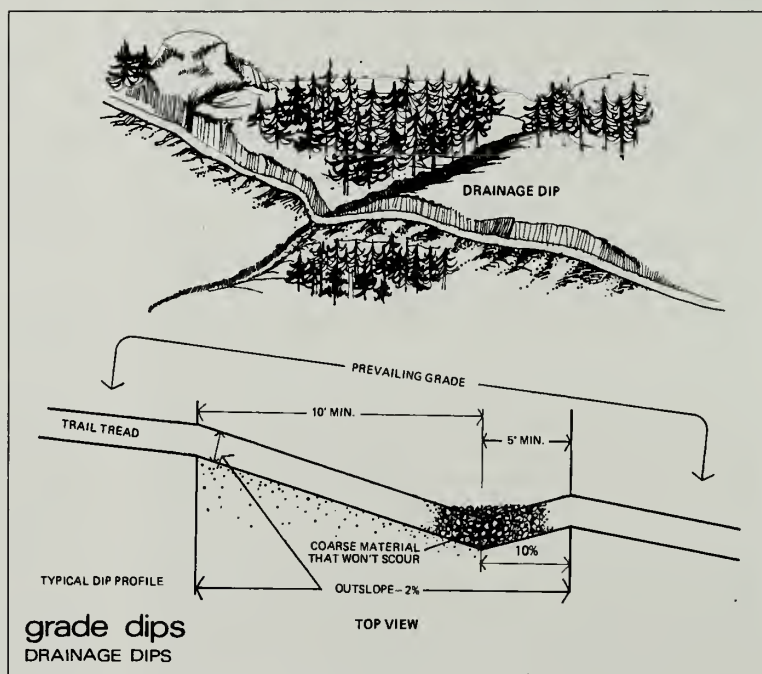 DRAINAGE DIP
PREVAILING GRADE
10' MIN.
TRAIL TREAD
5' MIN.
COARSE MATERIAL
THAT WON'T SCOUR
10%
TYPICAL DIP PROFILE
OUTSLOPE–2%
TOP VIEW
grade dips
DRAINAGE DIPS